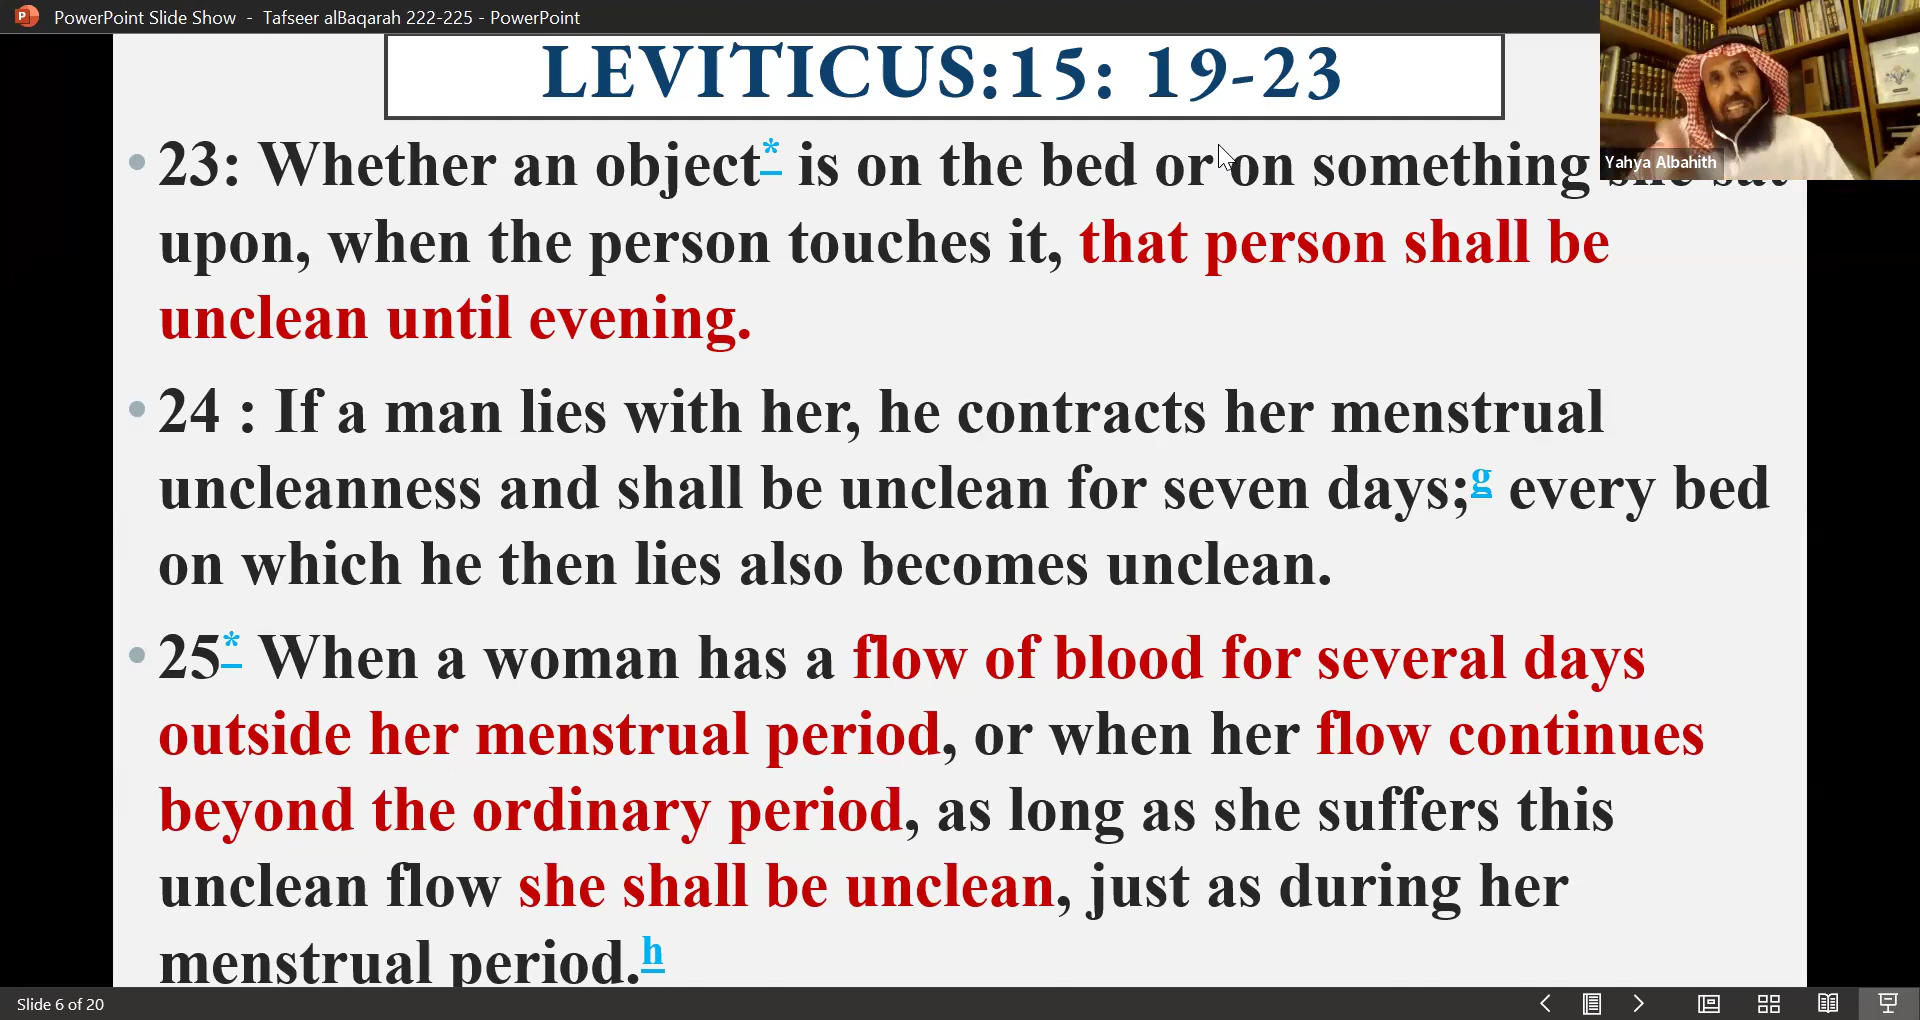 PowerPoint Slide Show - Tafseer alBaqarah 222-225 - PowerPoint
LEVITICUS:15: 19-23
Yahya Albahith
• 23: Whether an object* is on the bed or on something she sat
upon, when the person touches it, that person shall be
unclean until evening.
• 24 : If a man lies with her, he contracts her menstrual
uncleanness and shall be unclean for seven days;g every bed
on which he then lies also becomes unclean.
• 25* When a woman has a flow of blood for several days
outside her menstrual period, or when her flow continues
beyond the ordinary period, as long as she suffers this
unclean flow she shall be unclean, just as during her
menstrual period.h
Slide 6 of 20